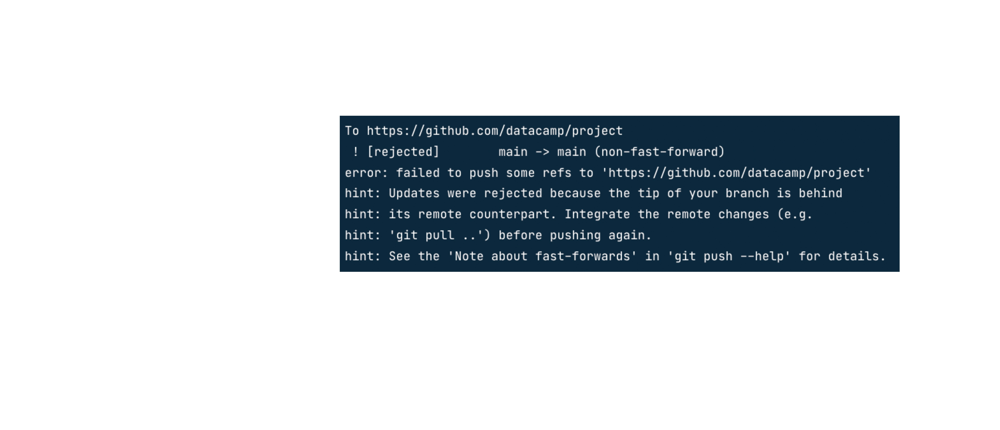 To https://github.com/datacamp/project
! [rejected] main -> main (non-fast-forward)
error: failed to push some refs to 'https://github.com/datacamp/project'
hint: Updates were rejected because the tip of your branch is behind
hint: its remote counterpart. Integrate the remote changes (e.g.
hint: 'git pull ..') before pushing again.
hint: See the 'Note about fast-forwards' in 'git push --help' for details.